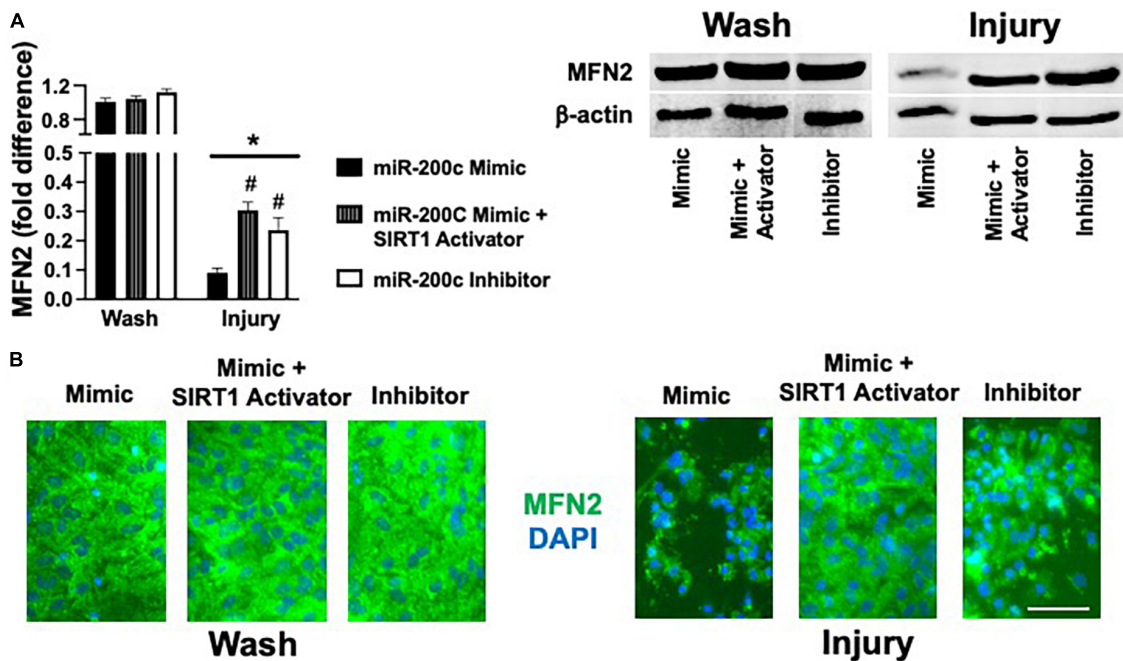 A
MFN2 (fold difference)
1.2
0.8
0.5
0.3
0.2
0.1
0.0
*
#
#
Wash
Injury
miR-200c Mimic
miR-200C Mimic +
SIRT1 Activator
miR-200c Inhibitor
Wash
Injury
MFN2
β-actin
Mimic
Mimic +
Activator
Inhibitor
Mimic
Mimic +
Activator
Inhibitor
B
Mimic
Mimic +
SIRT1 Activator
Inhibitor
Wash
MFN2
DAPI
Mimic
Mimic +
SIRT1 Activator
Inhibitor
Injury